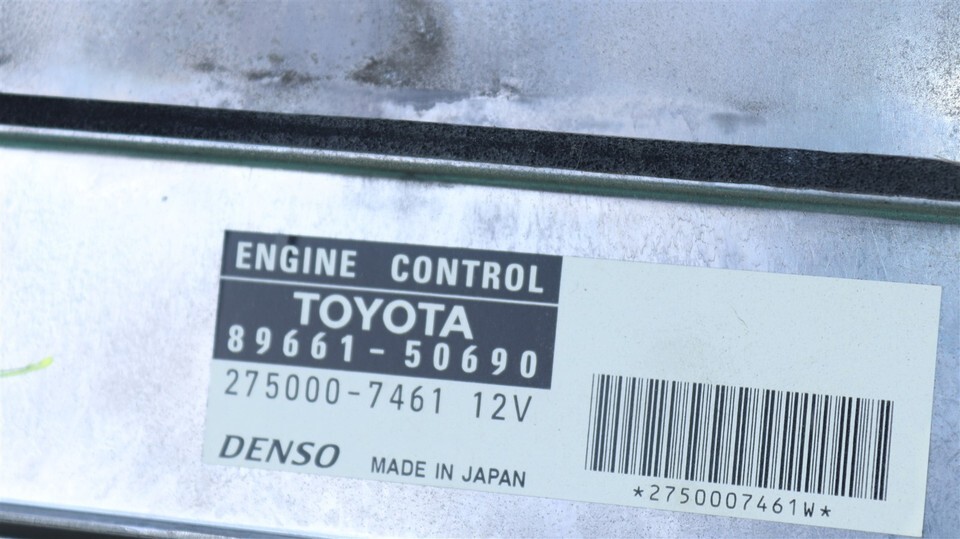 ENGINE CONTROL
TOYOTA
89661-50690
275000-7461 12V
DENSO MADE IN JAPAN
*2750007461W*